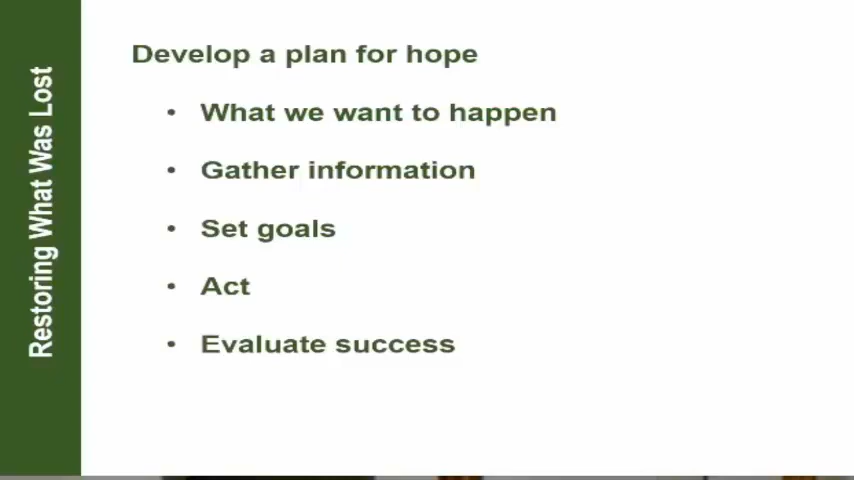 Restoring What Was Lost
Develop a plan for hope
• What we want to happen
• Gather information
• Set goals
• Act
• Evaluate success